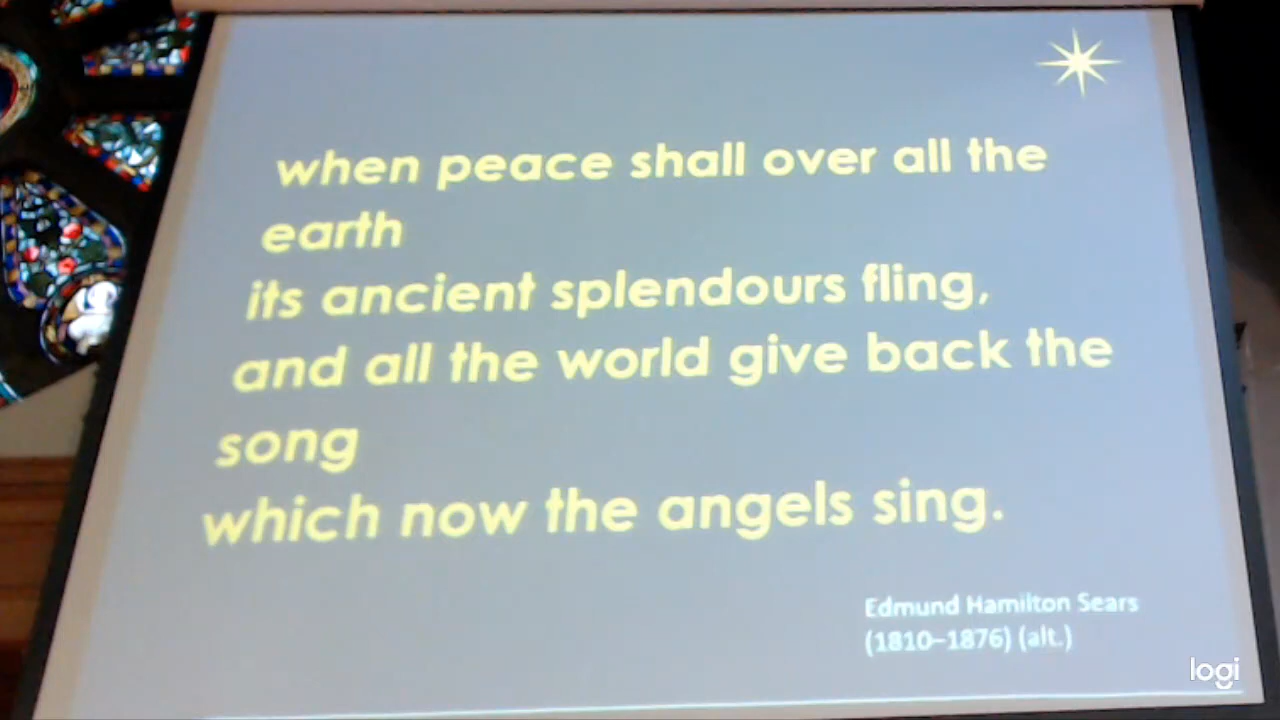 when peace shall over all the
earth
its ancient splendours fling,
and all the world give back the
song
which now the angels sing.
Edmund Hamilton Sears
(1810–1876) (alt.)
logi